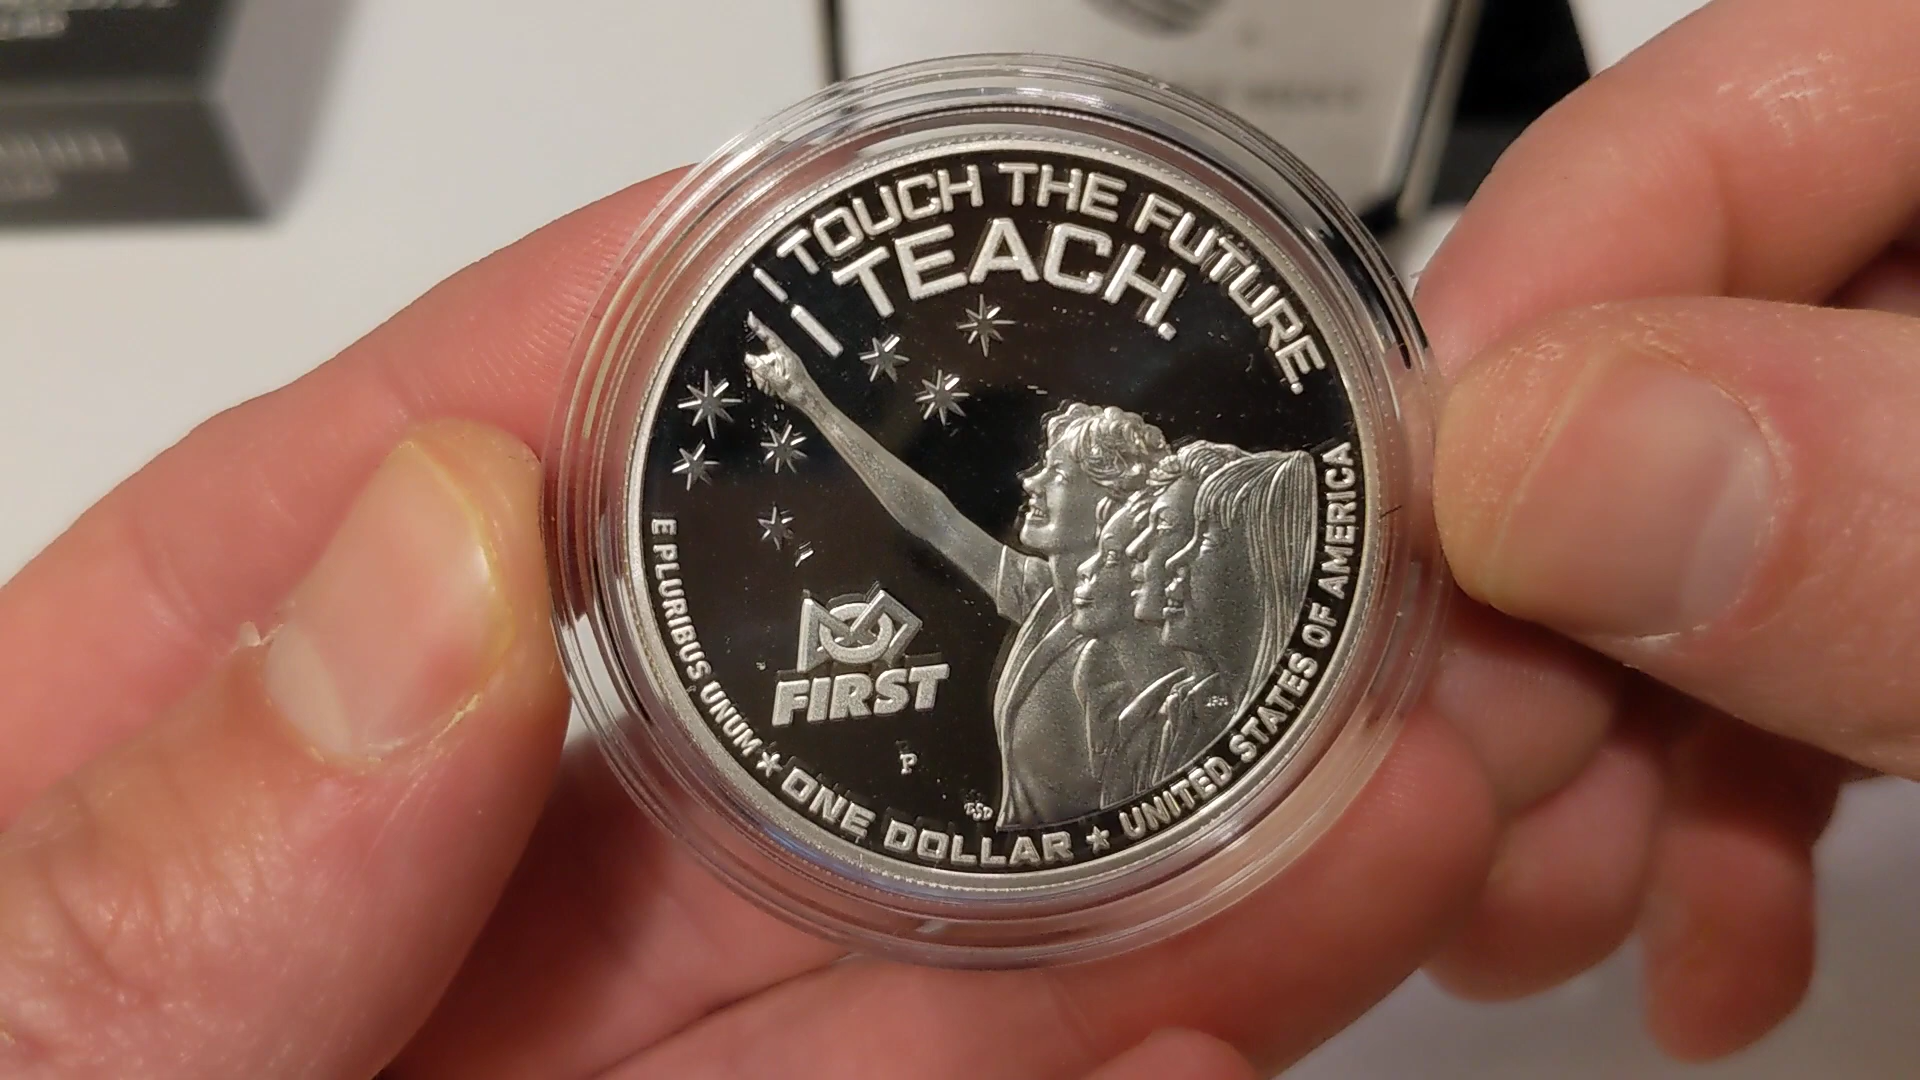 I TOUCH THE FUTURE.
I TEACH.
FIRST
P
E PLURIBUS UNUM ★ ONE DOLLAR ★ UNITED STATES OF AMERICA